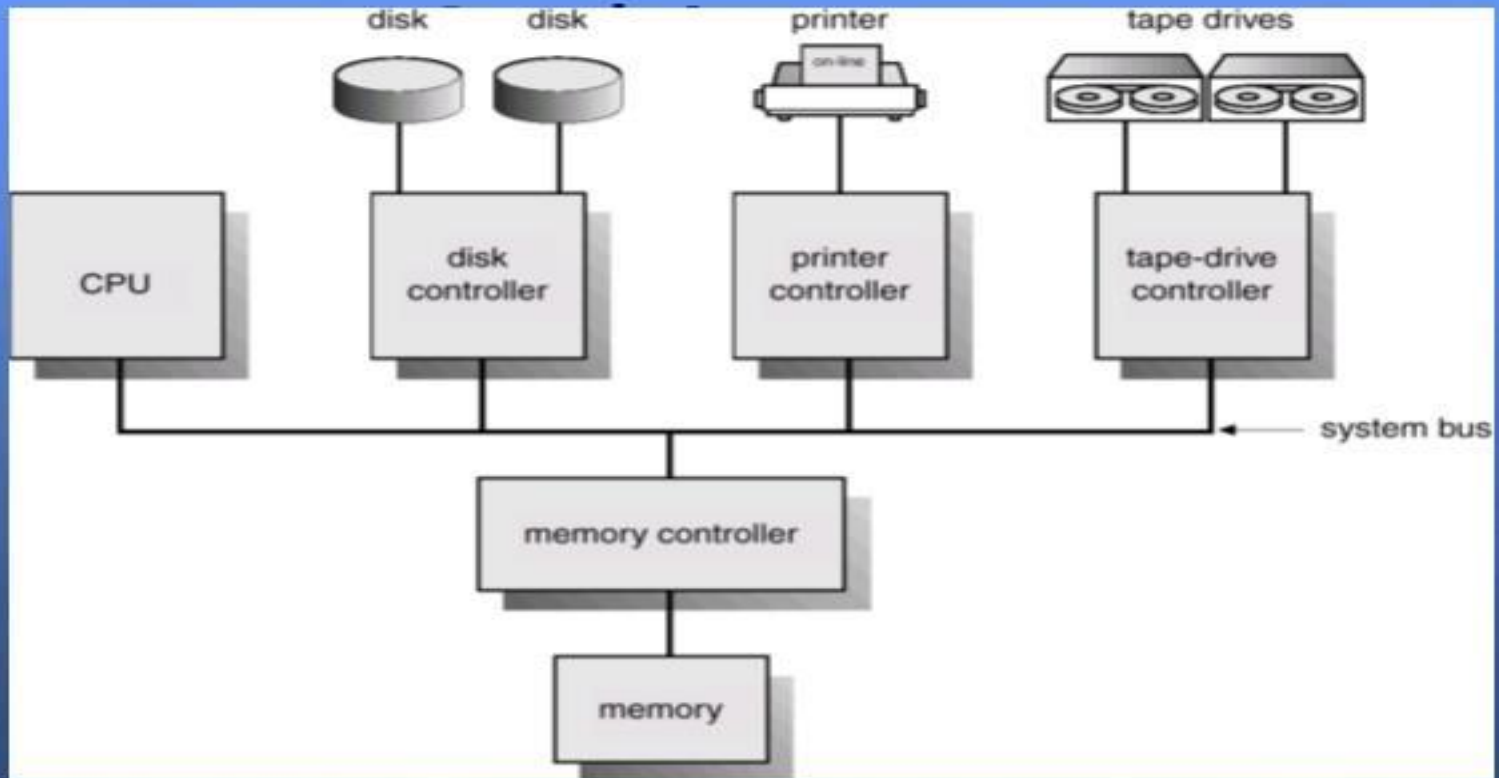 disk
disk
printer
tape drives
on-line
CPU
disk
controller
printer
controller
tape-drive
controller
system bus
memory controller
memory